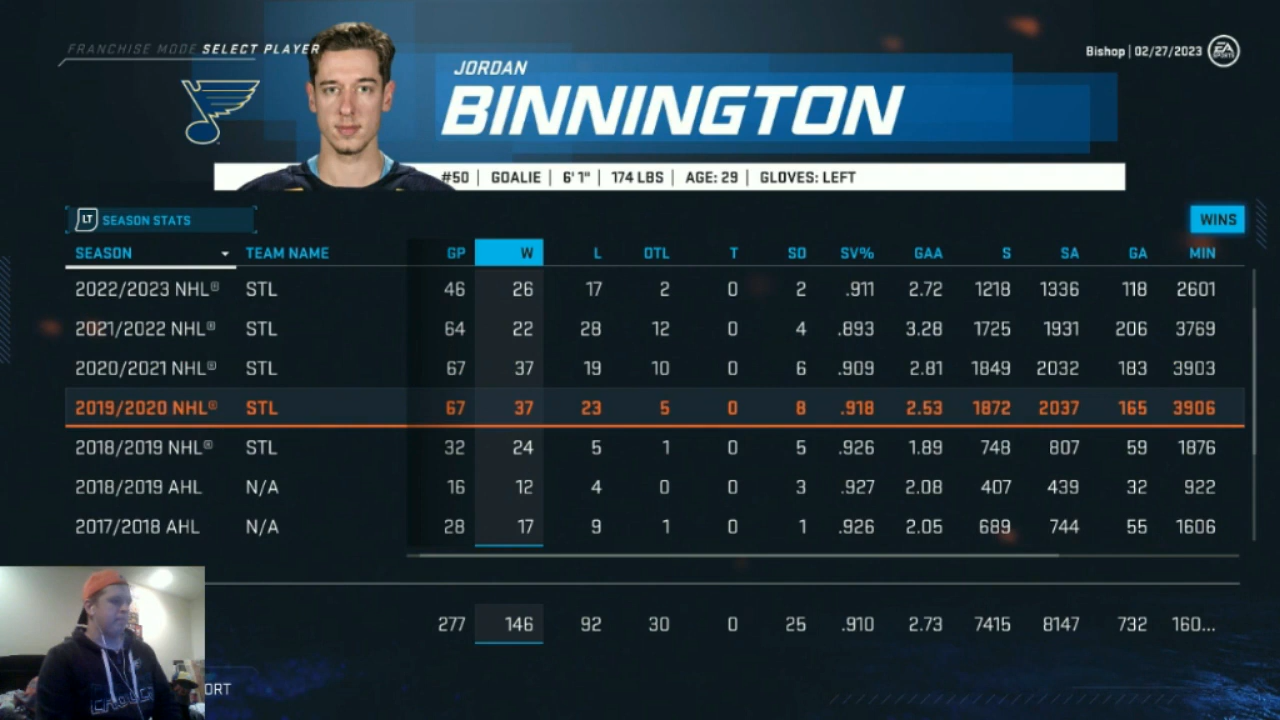 FRANCHISE MODE SELECT PLAYER
Bishop | 02/27/2023
EA SPORTS
JORDAN
BINNINGTON
#50 | GOALIE | 6' 1" | 174 LBS | AGE: 29 | GLOVES: LEFT
LT SEASON STATS
WINS
SEASON TEAM NAME GP W L OTL T SO SV% GAA S SA GA MIN
2022/2023 NHL® STL 46 26 17 2 0 2 .911 2.72 1218 1336 118 2601
2021/2022 NHL® STL 64 22 28 12 0 4 .893 3.28 1725 1931 206 3769
2020/2021 NHL® STL 67 37 19 10 0 6 .909 2.81 1849 2032 183 3903
2019/2020 NHL® STL 67 37 23 5 0 8 .918 2.53 1872 2037 165 3906
2018/2019 NHL® STL 32 24 5 1 0 5 .926 1.89 748 807 59 1876
2018/2019 AHL N/A 16 12 4 0 0 3 .927 2.08 407 439 32 922
2017/2018 AHL N/A 28 17 9 1 0 1 .926 2.05 689 744 55 1606
277 146 92 30 0 25 .910 2.73 7415 8147 732 160...
ORT